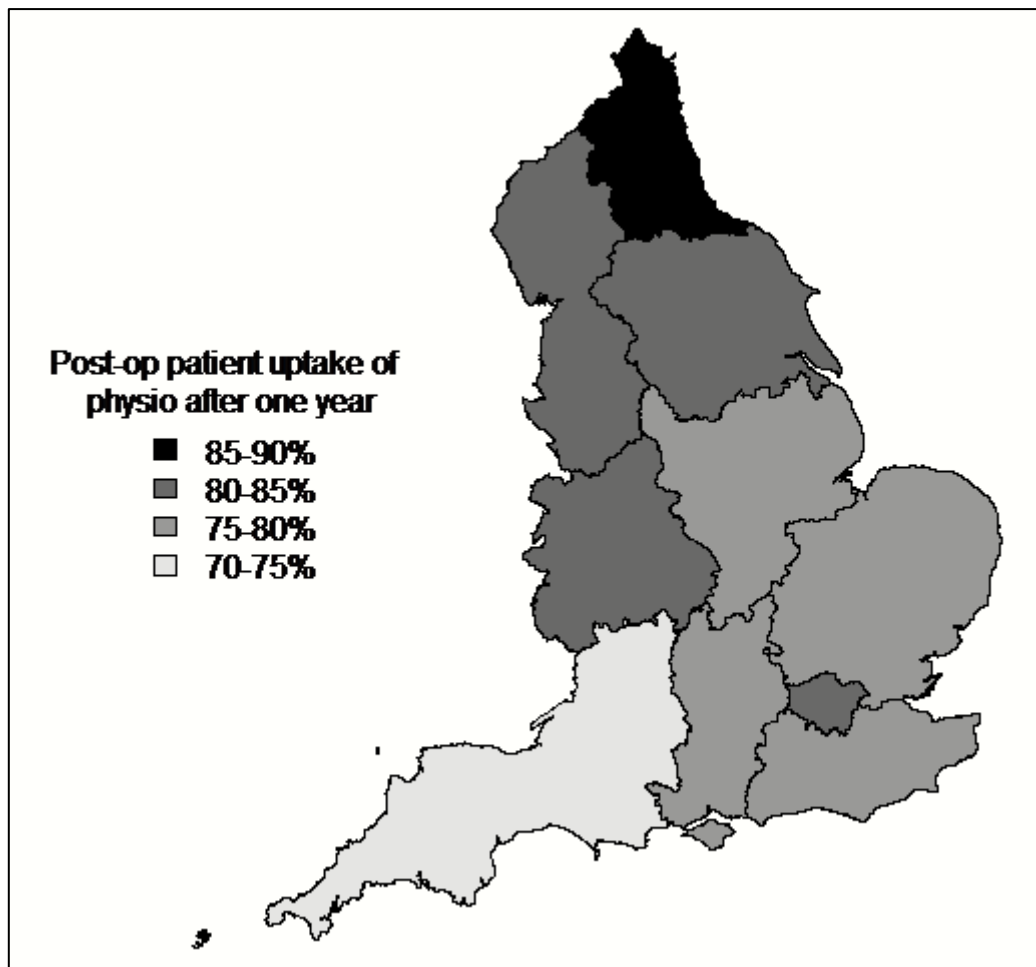 Post-op patient uptake of
physio after one year
85-90%
80-85%
75-80%
70-75%